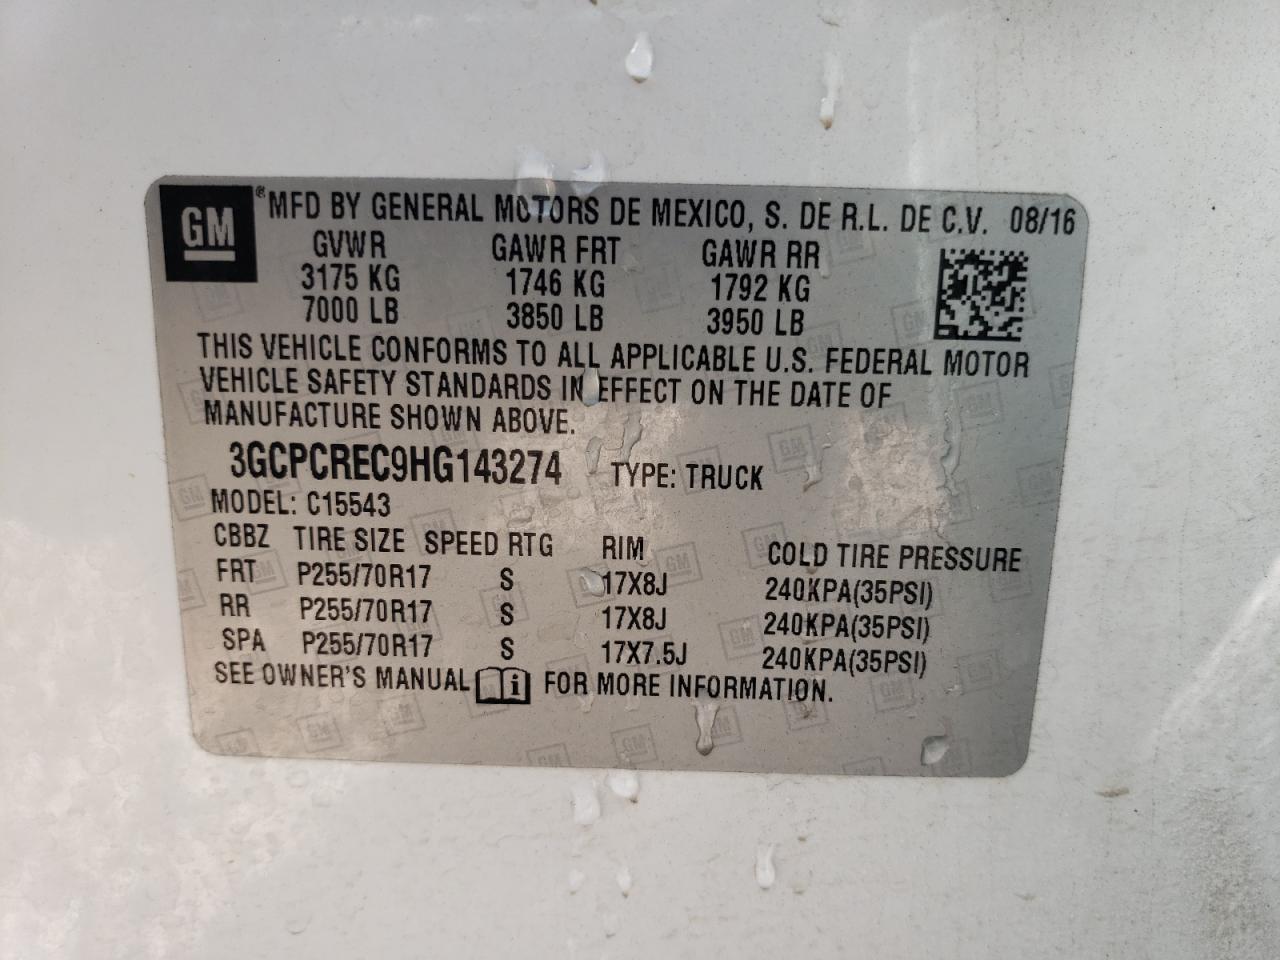 GM ® MFD BY GENERAL MOTORS DE MEXICO, S. DE R.L. DE C.V. 08/16
GVWR GAWR FRT GAWR RR
3175 KG 1746 KG 1792 KG
7000 LB 3850 LB 3950 LB
THIS VEHICLE CONFORMS TO ALL APPLICABLE U.S. FEDERAL MOTOR
VEHICLE SAFETY STANDARDS IN EFFECT ON THE DATE OF
MANUFACTURE SHOWN ABOVE.
3GCPCREC9HG143274 TYPE: TRUCK
MODEL: C15543
CBBZ TIRE SIZE SPEED RTG RIM COLD TIRE PRESSURE
FRT P255/70R17 S 17X8J 240KPA(35PSI)
RR P255/70R17 S 17X8J 240KPA(35PSI)
SPA P255/70R17 S 17X7.5J 240KPA(35PSI)
SEE OWNER'S MANUAL i FOR MORE INFORMATION.